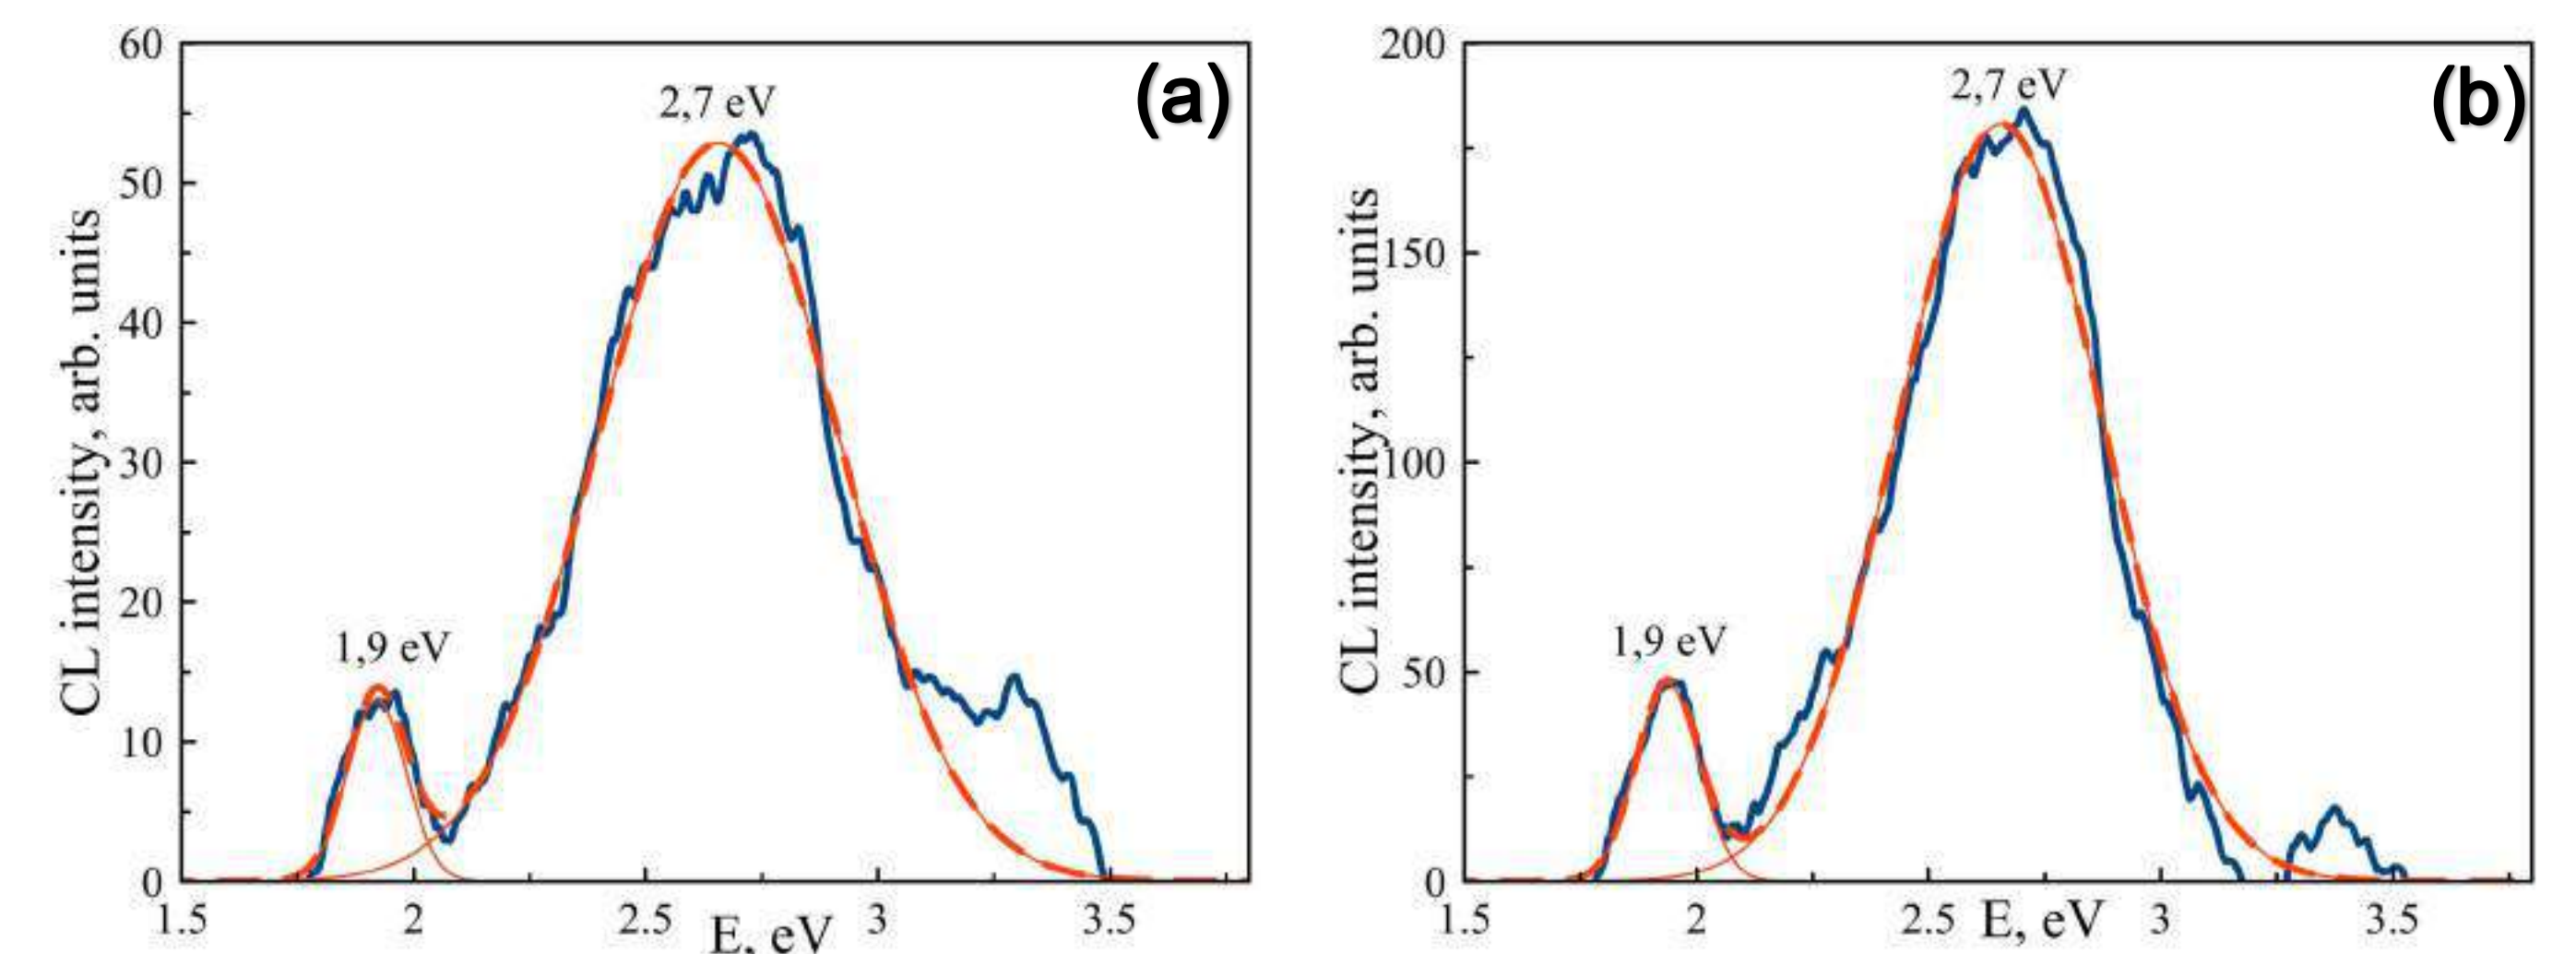 (a)
CL intensity, arb. units
60
50
40
30
20
10
0
2,7 eV
1,9 eV
1.5 2 2.5 3 3.5
E, eV
(b)
CL intensity, arb. units
200
150
100
50
0
2,7 eV
1,9 eV
1.5 2 2.5 3 3.5
E, eV